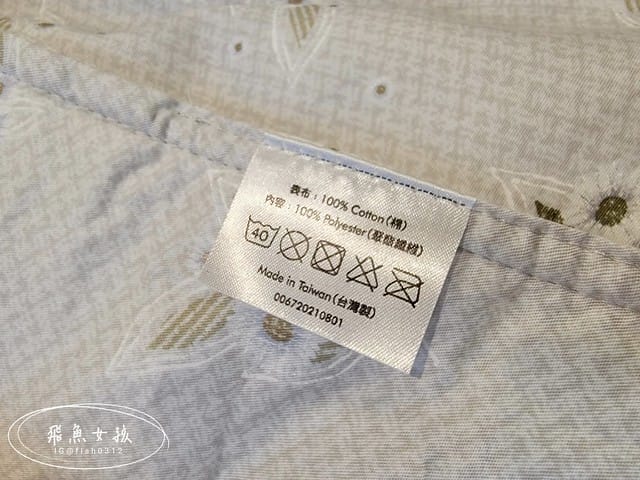 表布：100% Cotton(棉)
內容：100% Polyester(聚酯纖維)
40
Made in Taiwan(台灣製)
006720210801
飛魚女孩
IG@fish0312